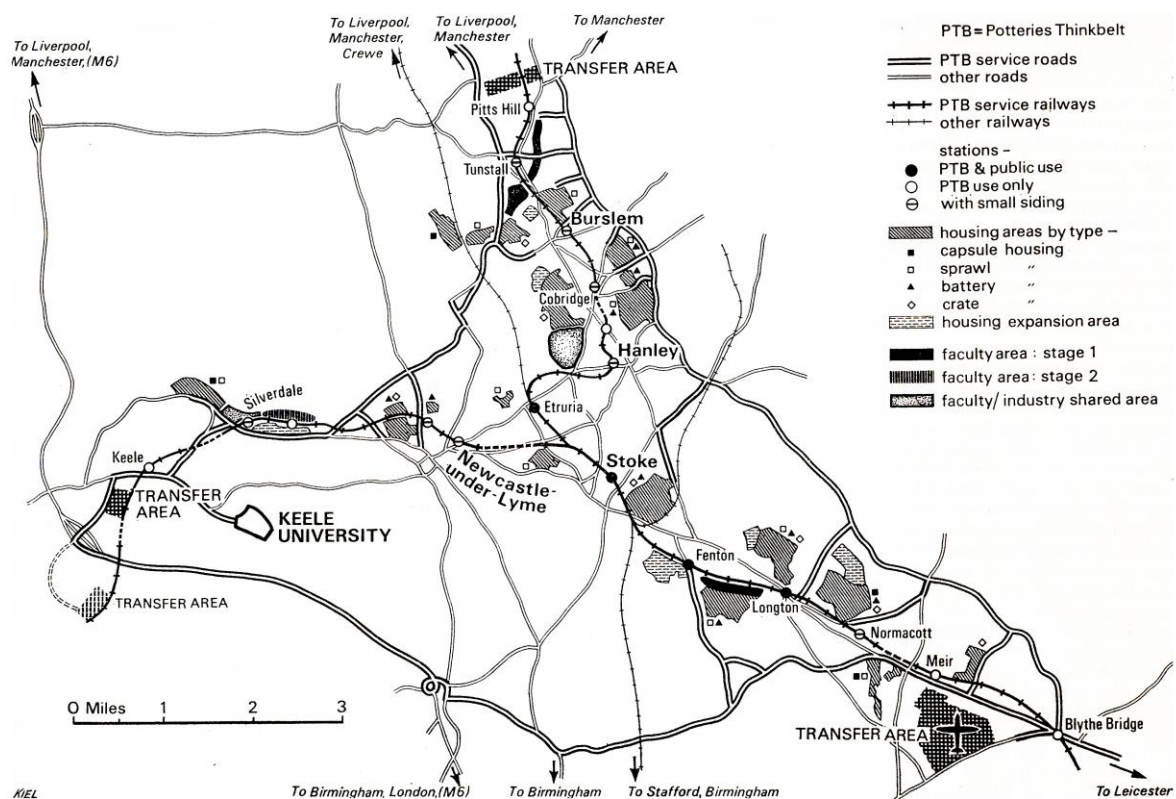 To Liverpool,
Manchester,(M6)
To Liverpool,
Manchester,
Crewe
To Liverpool,
Manchester
To Manchester
TRANSFER AREA
Pitts Hill
Tunstall
Burslem
Cobridge
Hanley
Etruria
Silverdale
Keele
TRANSFER
AREA
KEELE
UNIVERSITY
TRANSFER AREA
Newcastle-
under-Lyme
Stoke
Fenton
Longton
Normacott
Meir
TRANSFER AREA
Blythe Bridge
0 Miles 1 2 3
KIEL
To Birmingham, London,(M6)
To Birmingham
To Stafford, Birmingham
To Leicester
PTB = Potteries Thinkbelt
PTB service roads
other roads
PTB service railways
other railways
stations –
PTB & public use
PTB use only
with small siding
housing areas by type –
capsule housing
sprawl "
battery "
crate "
housing expansion area
faculty area : stage 1
faculty area : stage 2
faculty/ industry shared area